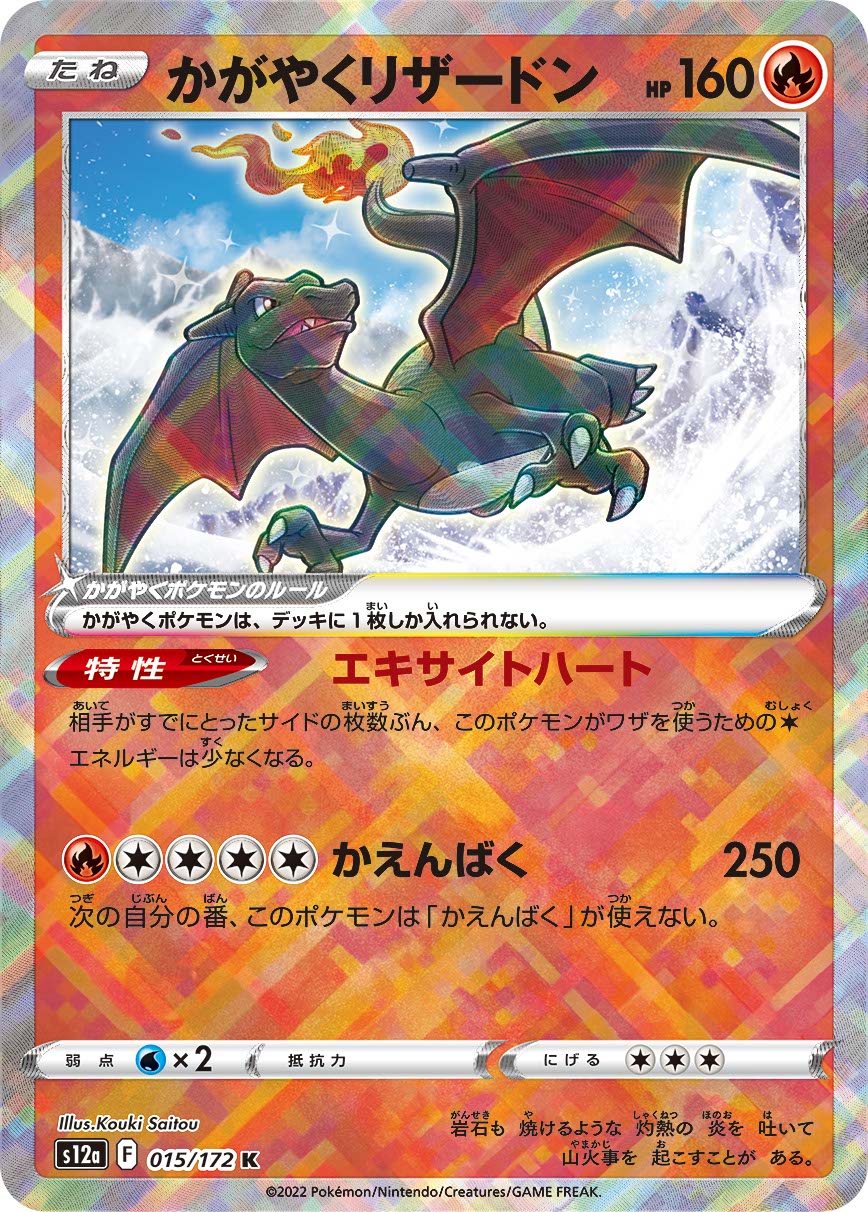 たね かがやくリザードン HP 160
かがやくポケモンのルール
かがやくポケモンは、デッキに1枚しか入れられない。
特性 とくせい エキサイトハート
相手がすでにとったサイドの枚数ぶん、このポケモンがワザを使うための
エネルギーは少なくなる。
かえんばく 250
次の自分の番、このポケモンは「かえんばく」が使えない。
弱点 ×2 抵抗力 にげる
Illus. Kouki Saitou
岩石も 焼けるような 灼熱の 炎を 吐いて
山火事を 起こすことが ある。
s12a F 015/172 K
©2022 Pokémon/Nintendo/Creatures/GAME FREAK.